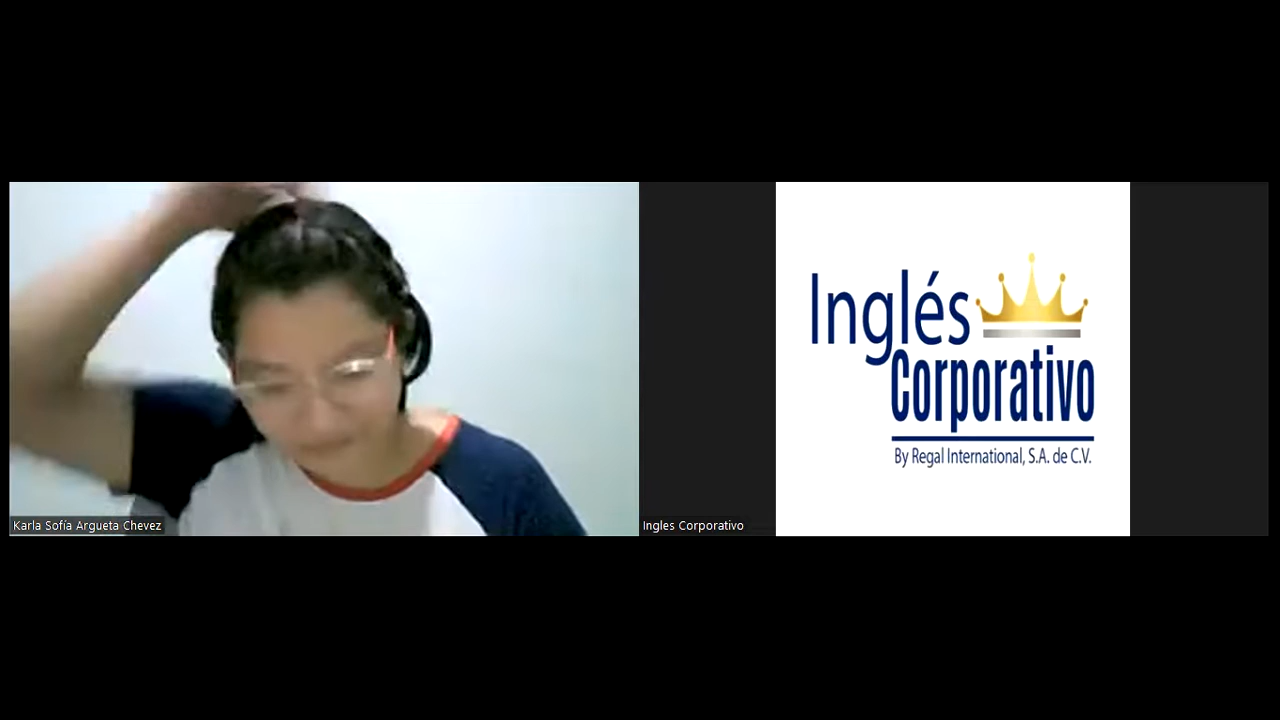 Inglés
Corporativo
By Regal International, S.A. de C.V.
Karla Sofía Argueta Chevez
Ingles Corporativo